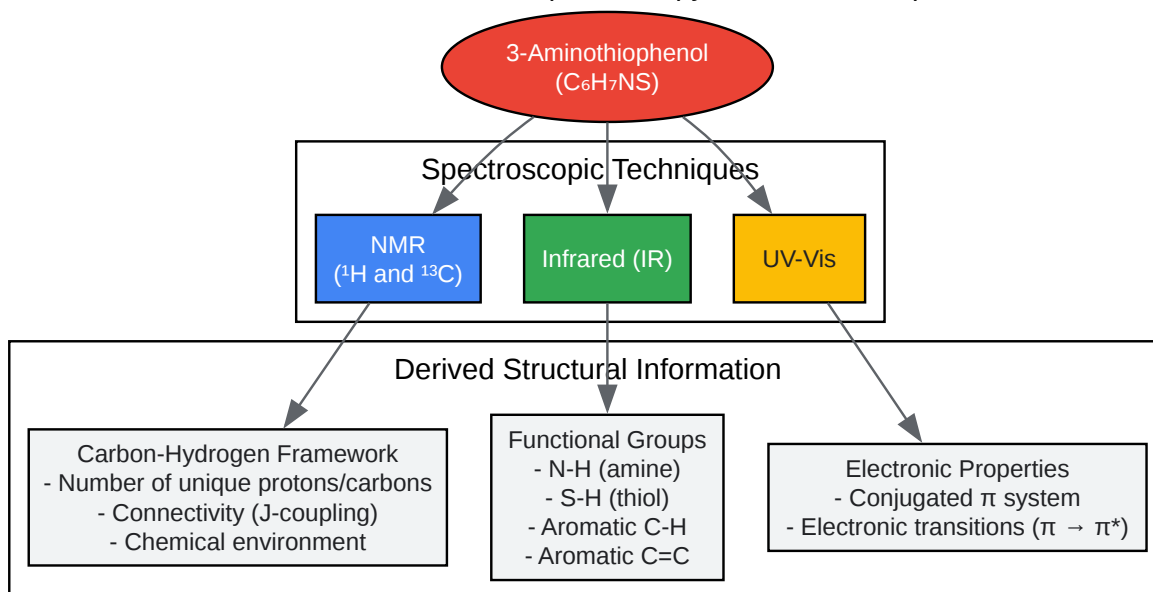 3-Aminothiophenol
(C₆H₇NS)
Spectroscopic Techniques
NMR
(¹H and ¹³C)
Infrared (IR)
UV-Vis
Derived Structural Information
Carbon-Hydrogen Framework
- Number of unique protons/carbons
- Connectivity (J-coupling)
- Chemical environment
Functional Groups
- N-H (amine)
- S-H (thiol)
- Aromatic C-H
- Aromatic C=C
Electronic Properties
- Conjugated π system
- Electronic transitions (π → π*)